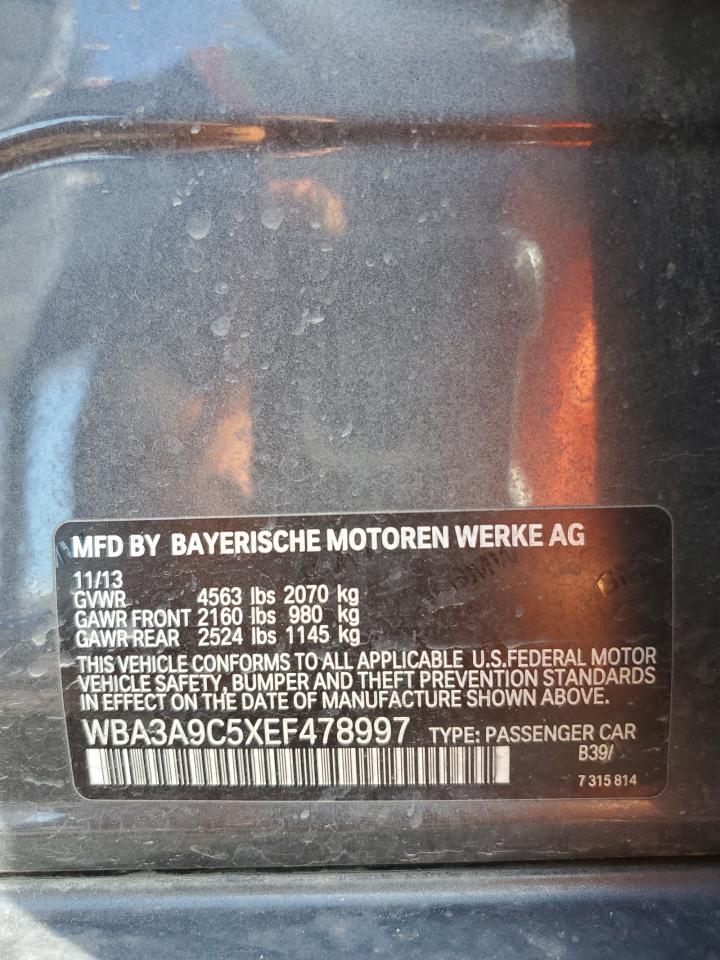 MFD BY BAYERISCHE MOTOREN WERKE AG
11/13
GVWR 4563 lbs 2070 kg
GAWR FRONT 2160 lbs 980 kg
GAWR REAR 2524 lbs 1145 kg
THIS VEHICLE CONFORMS TO ALL APPLICABLE U.S.FEDERAL MOTOR
VEHICLE SAFETY, BUMPER AND THEFT PREVENTION STANDARDS
IN EFFECT ON THE DATE OF MANUFACTURE SHOWN ABOVE.
WBA3A9C5XEF478997 TYPE: PASSENGER CAR
B39/
7 315 814